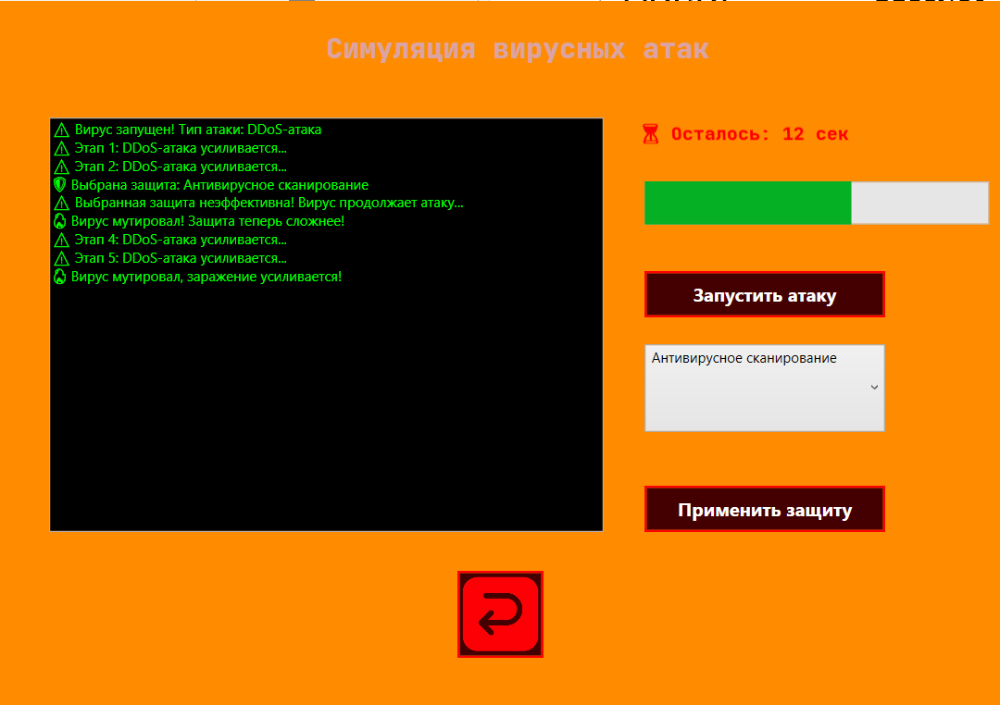 Симуляция вирусных атак
⚠ Вирус запущен! Тип атаки: DDoS-атака
⚠ Этап 1: DDoS-атака усиливается...
⚠ Этап 2: DDoS-атака усиливается...
🛡 Выбрана защита: Антивирусное сканирование
⚠ Выбранная защита неэффективна! Вирус продолжает атаку...
🔥 Вирус мутировал! Защита теперь сложнее!
⚠ Этап 4: DDoS-атака усиливается...
⚠ Этап 5: DDoS-атака усиливается...
🔥 Вирус мутировал, заражение усиливается!
⏳ Осталось: 12 сек
Запустить атаку
Антивирусное сканирование
Применить защиту